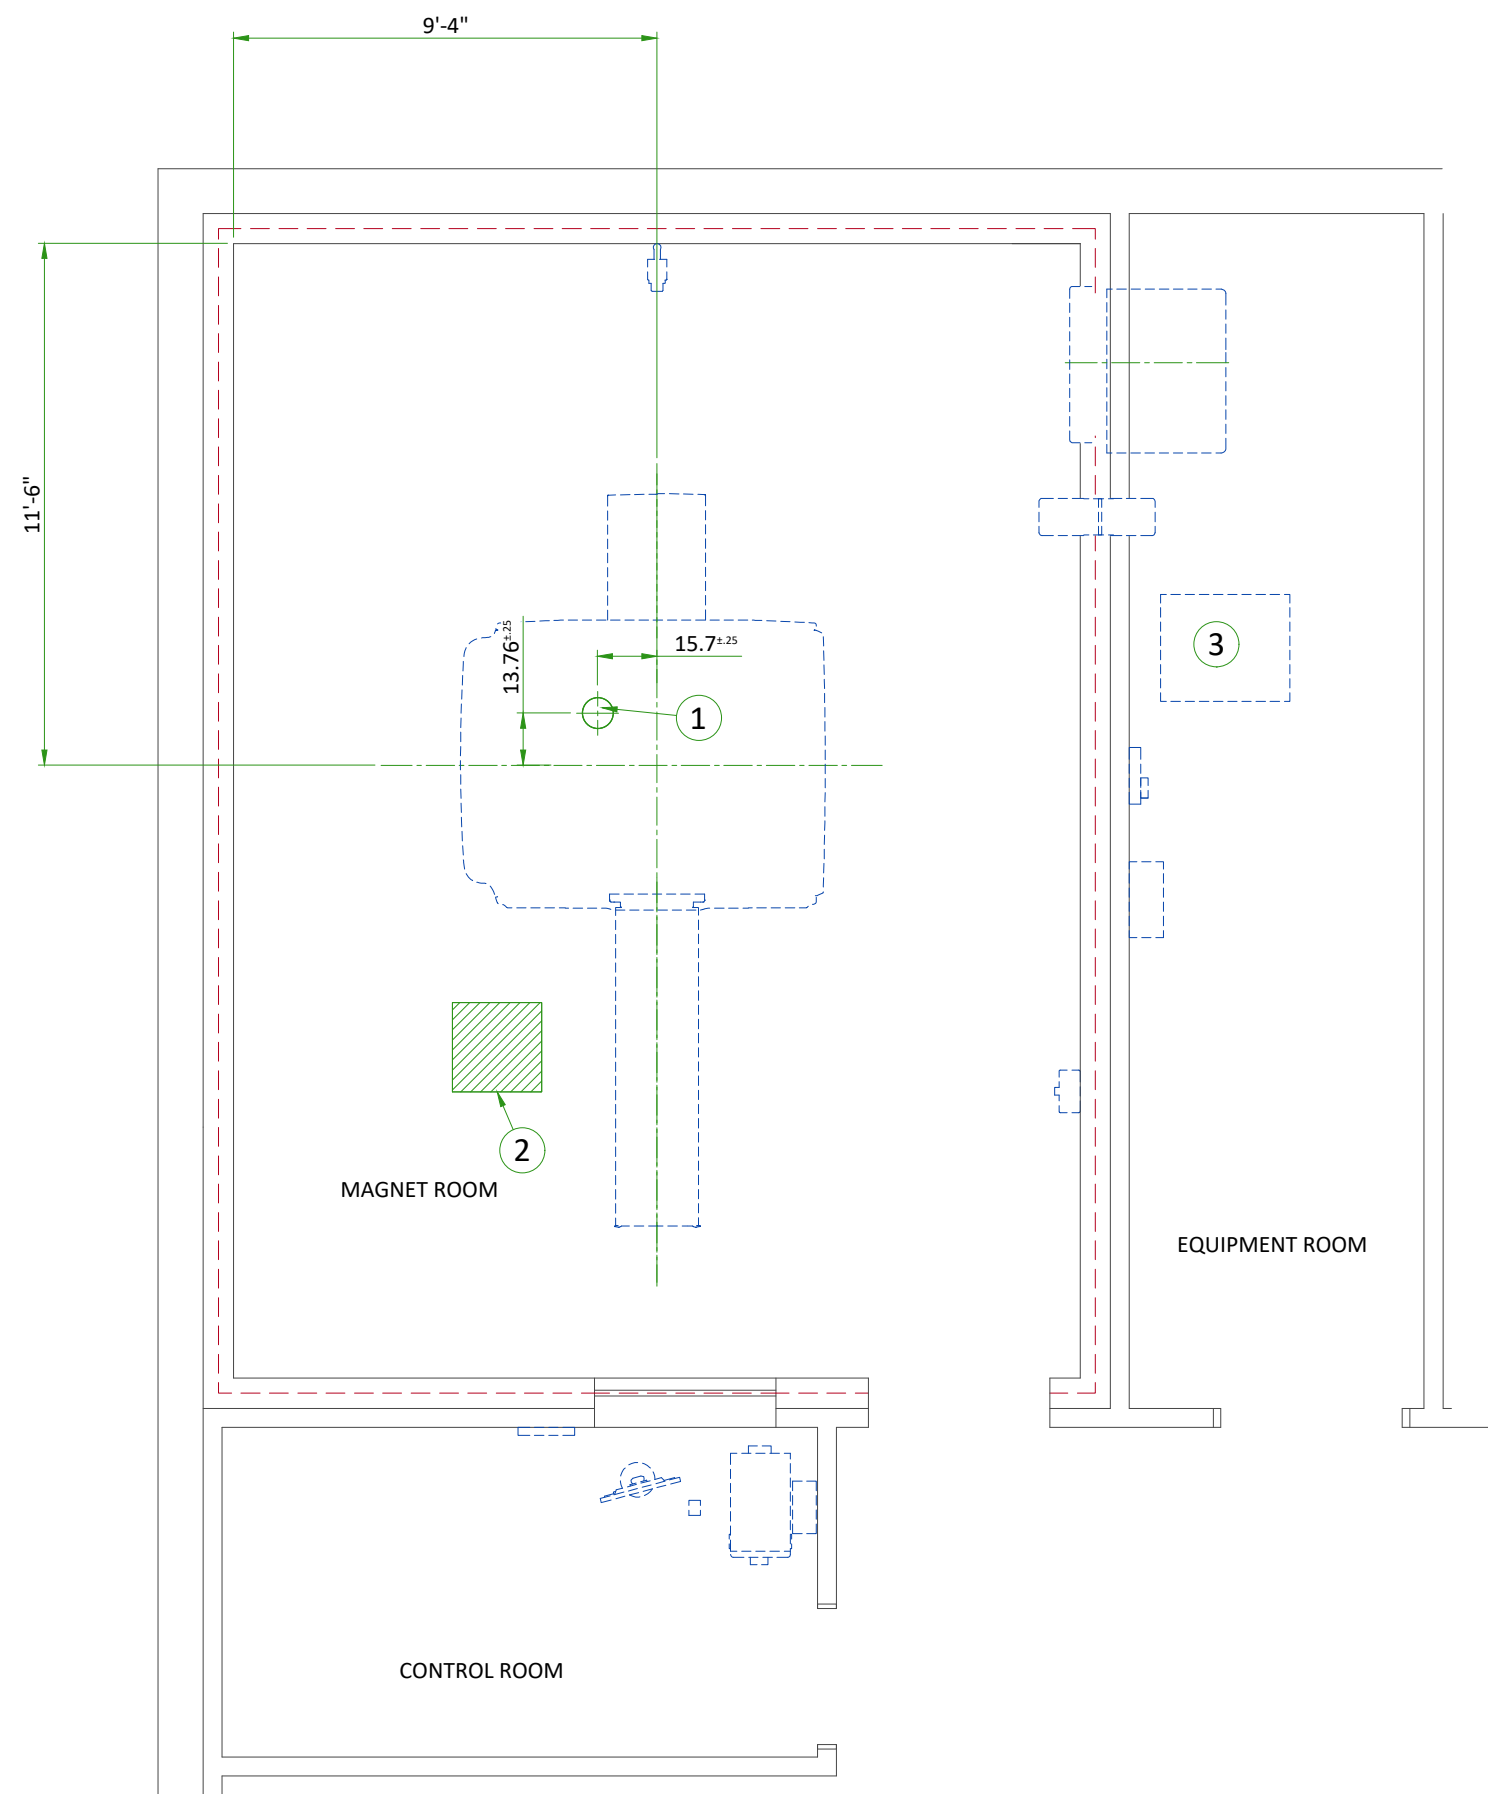 9'-4"
11'-6"
13.76±.25
15.7±.25
1
3
2
MAGNET ROOM
EQUIPMENT ROOM
CONTROL ROOM